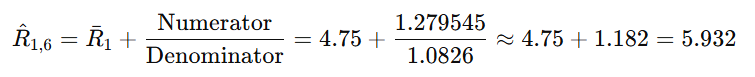 R̂₁,₆ = R̄₁ + Numerator/Denominator = 4.75 + 1.279545/1.0826 ≈ 4.75 + 1.182 = 5.932